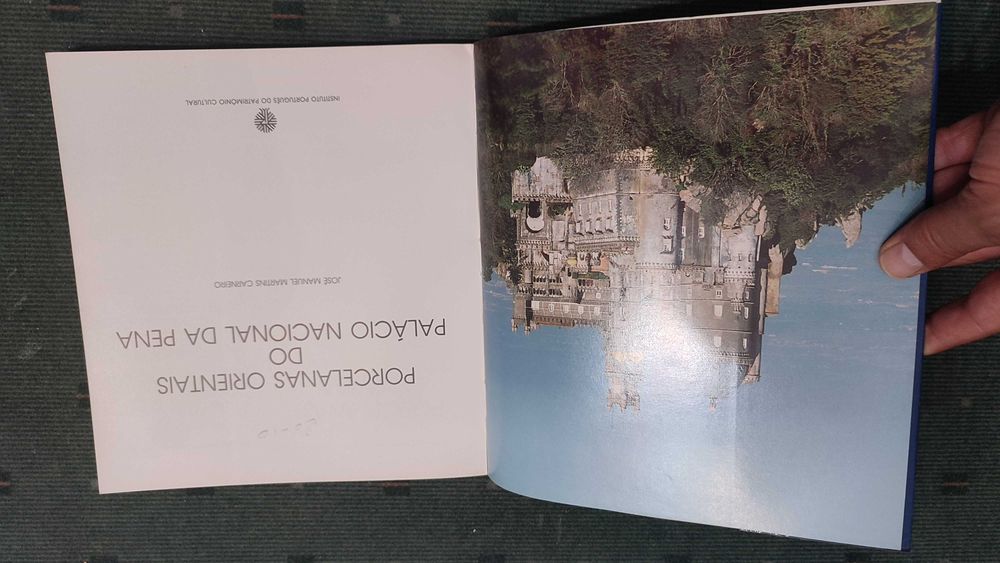 PORCELANAS ORIENTAIS
DO
PALÁCIO NACIONAL DA PENA
JOSÉ MANUEL MARTINS CARNEIRO
INSTITUTO PORTUGUÊS DO PATRIMÓNIO CULTURAL